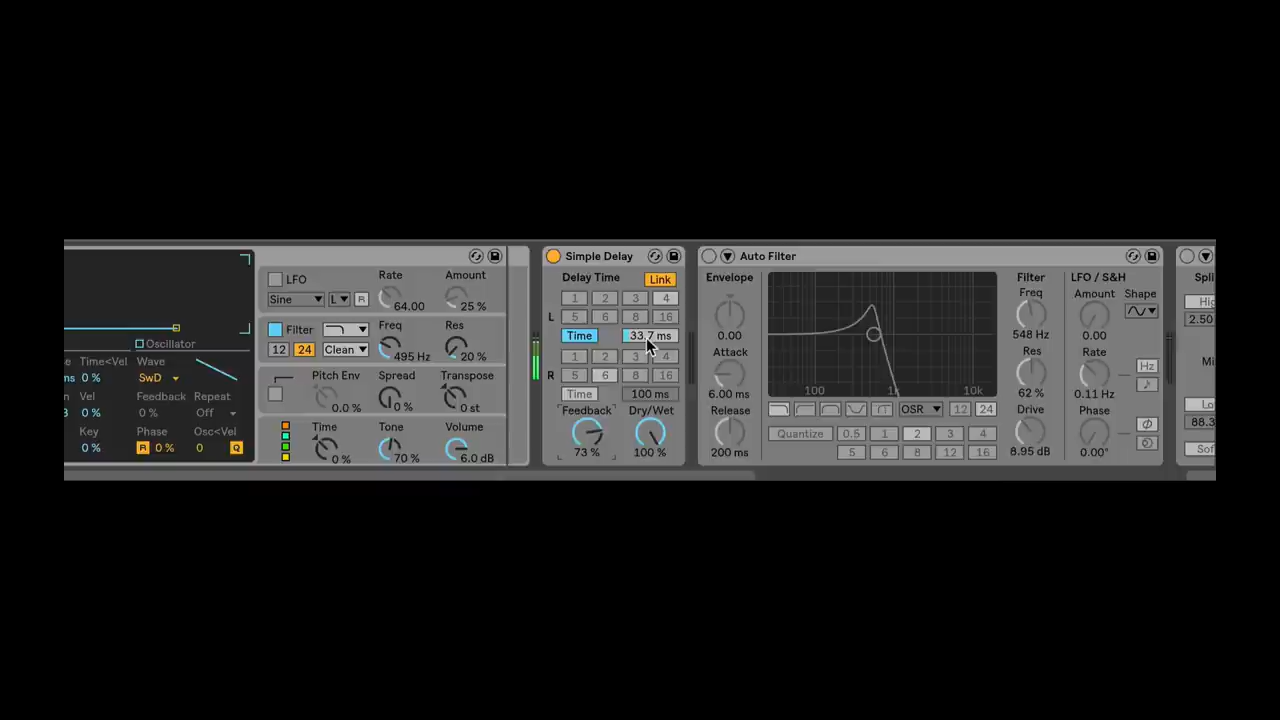 LFO
Rate
Amount
Sine
L
R
64.00
25 %
Filter
Freq
Res
12
24
Clean
495 Hz
20 %
Oscillator
Time<Vel
Wave
ms
0 %
SwD
Vel
Feedback
Repeat
0 %
0 %
Off
Key
Phase
Osc<Vel
0 %
R
0 %
0
Q
Pitch Env
Spread
Transpose
0.0 %
0 %
0 st
Time
Tone
Volume
0 %
70 %
6.0 dB
Simple Delay
Delay Time
Link
1 2 3 4
L
5 6 8 16
Time
33.7 ms
1 2 3 4
R
5 6 8 16
Time
100 ms
Feedback
Dry/Wet
73 %
100 %
Auto Filter
Envelope
0.00
Attack
6.00 ms
Release
200 ms
100
1k
10k
OSR
12
24
Quantize
0.5 1 2 3 4
5 6 8 12 16
Filter
Freq
548 Hz
Res
62 %
Drive
8.95 dB
LFO / S&H
Amount
Shape
0.00
Rate
Hz
0.11 Hz
Phase
0.00°
Spli
Hig
2.50
Mi
Lo
88.3
Sof